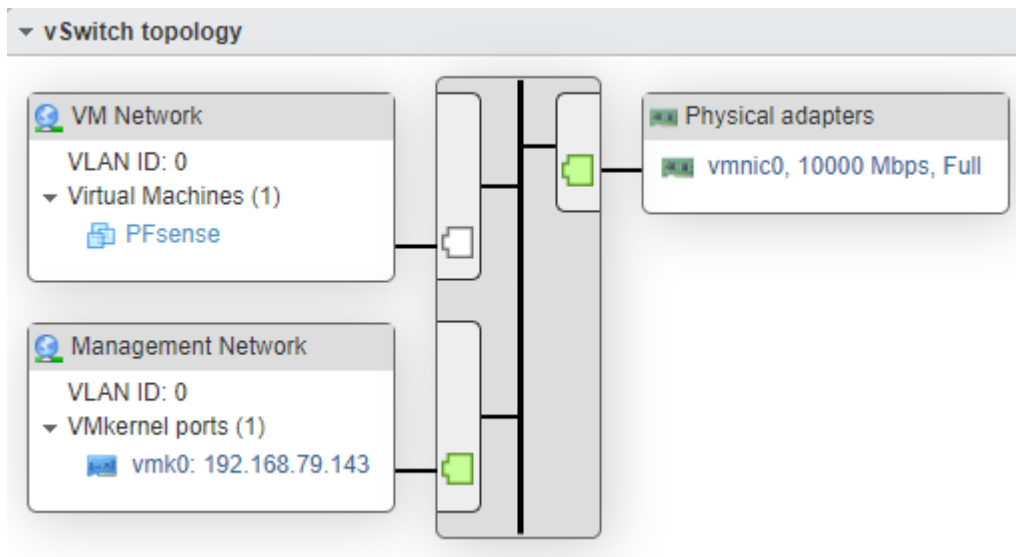 vSwitch topology
VM Network
VLAN ID: 0
Virtual Machines (1)
PFsense
Management Network
VLAN ID: 0
VMkernel ports (1)
vmk0: 192.168.79.143
Physical adapters
vmnic0, 10000 Mbps, Full